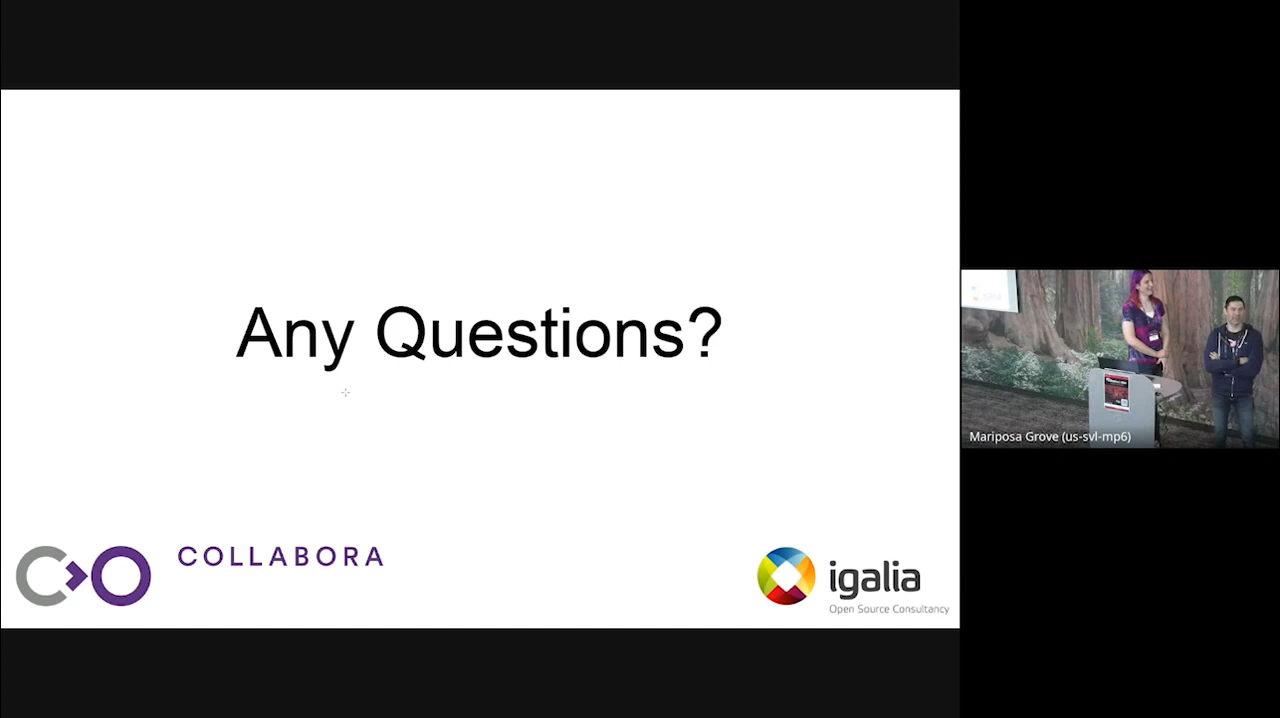 Any Questions?
COLLABORA
igalia
Open Source Consultancy
Mariposa Grove (us-svl-mp6)